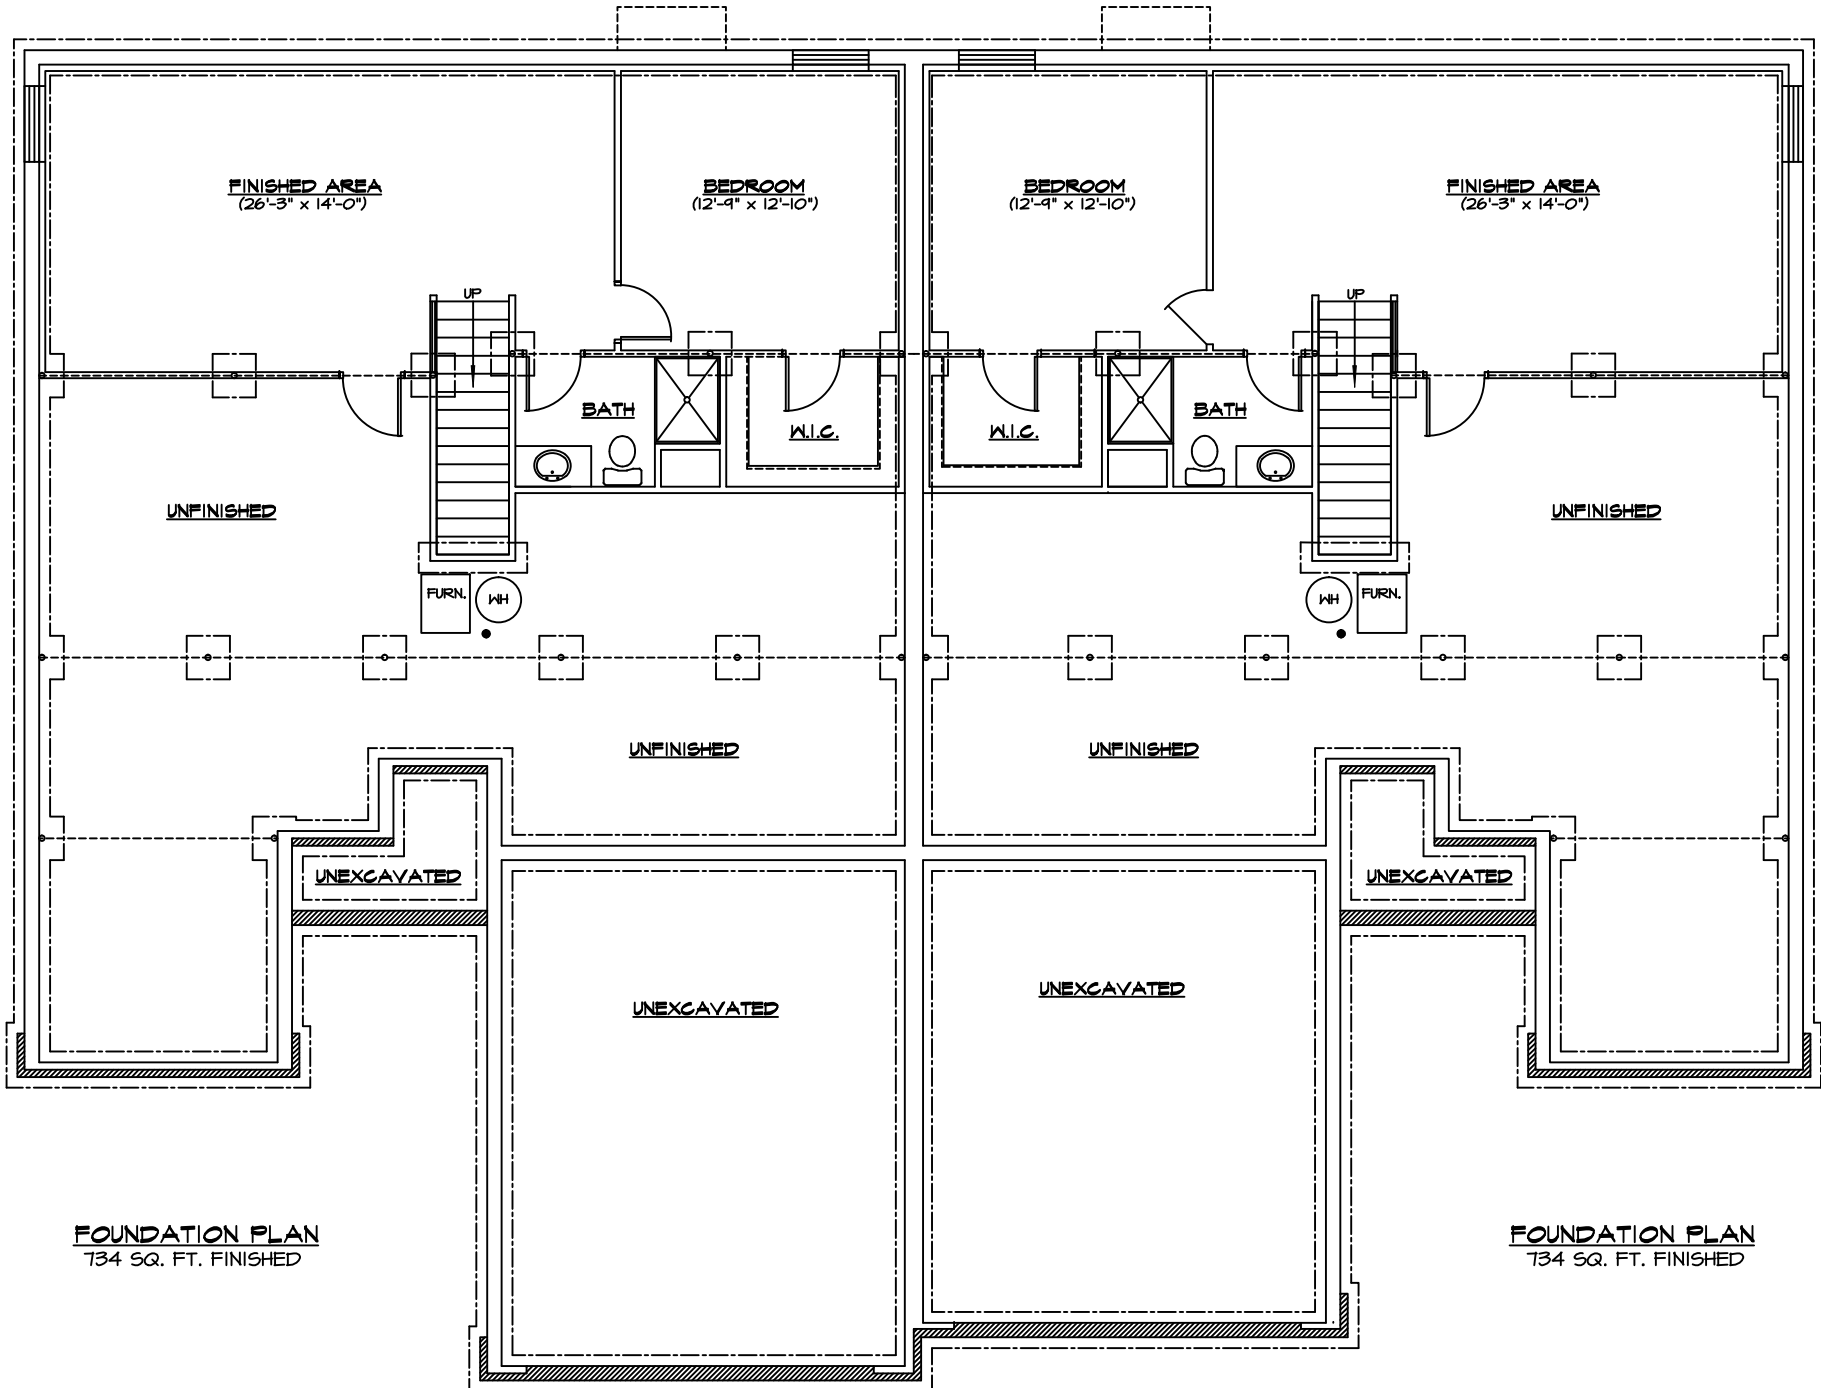 UP
UP
FINISHED AREA
(26'-3" x 14'-0")
BEDROOM
(12'-9" x 12'-10")
BEDROOM
(12'-9" x 12'-10")
FINISHED AREA
(26'-3" x 14'-0")
BATH
W.I.C.
W.I.C.
BATH
UNFINISHED
UNFINISHED
FURN.
WH
WH
FURN.
UNFINISHED
UNFINISHED
UNEXCAVATED
UNEXCAVATED
UNEXCAVATED
UNEXCAVATED
FOUNDATION PLAN
734 SQ. FT. FINISHED
FOUNDATION PLAN
734 SQ. FT. FINISHED